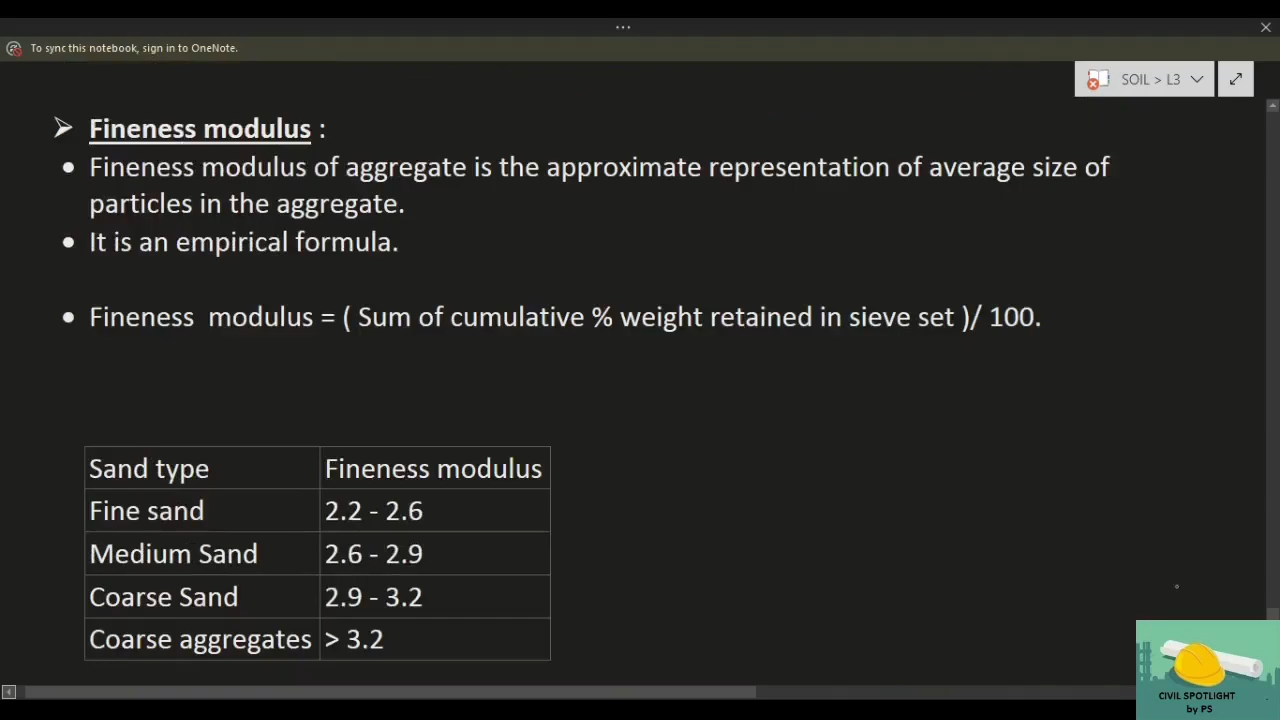 To sync this notebook, sign in to OneNote.
SOIL > L3
Fineness modulus :
Fineness modulus of aggregate is the approximate representation of average size of
particles in the aggregate.
It is an empirical formula.
Fineness modulus = ( Sum of cumulative % weight retained in sieve set )/ 100.
Sand type Fineness modulus
Fine sand 2.2 - 2.6
Medium Sand 2.6 - 2.9
Coarse Sand 2.9 - 3.2
Coarse aggregates > 3.2
CIVIL SPOTLIGHT
by PS